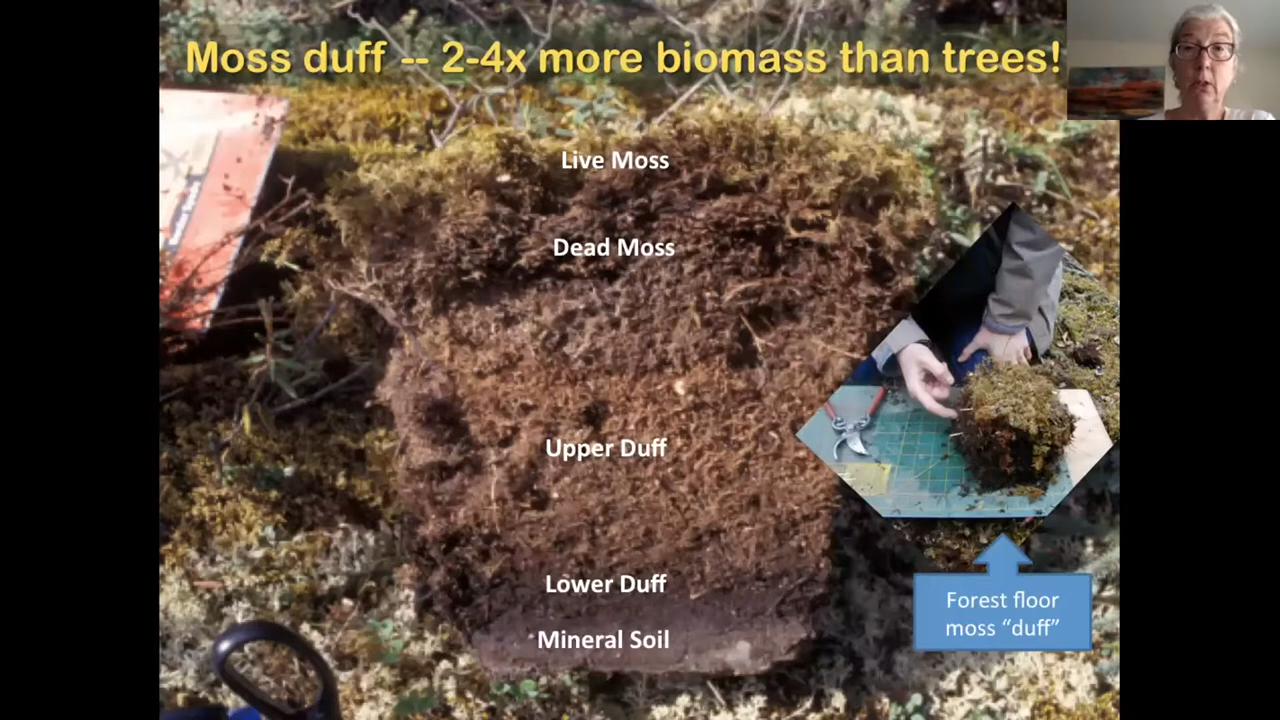 Moss duff -- 2-4x more biomass than trees!
Live Moss
Dead Moss
Upper Duff
Lower Duff
Mineral Soil
Forest floor
moss “duff”